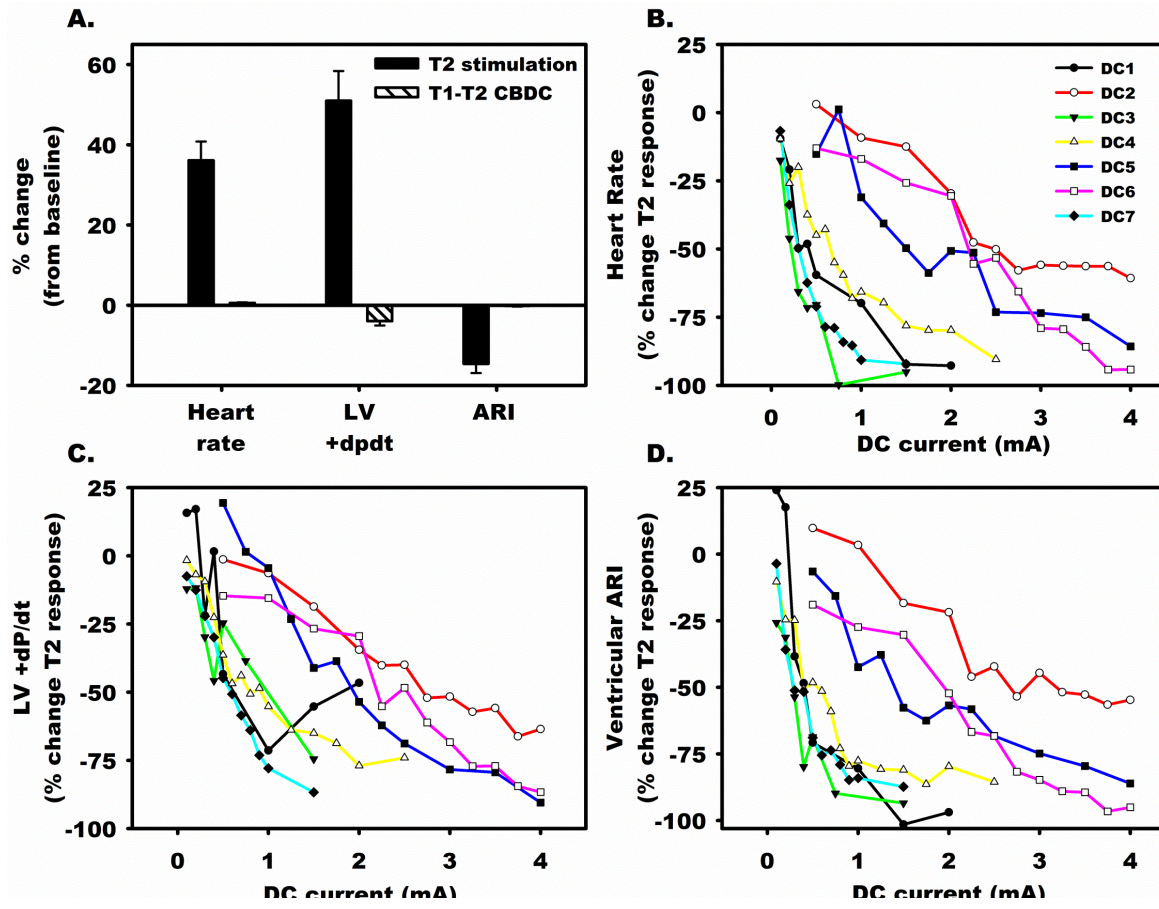 A.
60
40
20
0
-20
% change
(from baseline)
T2 stimulation
T1-T2 CBDC
Heart
rate
LV
+dpdt
ARI
B.
25
0
-25
-50
-75
-100
Heart Rate
(% change T2 response)
DC1
DC2
DC3
DC4
DC5
DC6
DC7
0 1 2 3 4
DC current (mA)
C.
25
0
-25
-50
-75
-100
LV +dP/dt
(% change T2 response)
0 1 2 3 4
DC current (mA)
D.
25
0
-25
-50
-75
-100
Ventricular ARI
(% change T2 response)
0 1 2 3 4
DC current (mA)